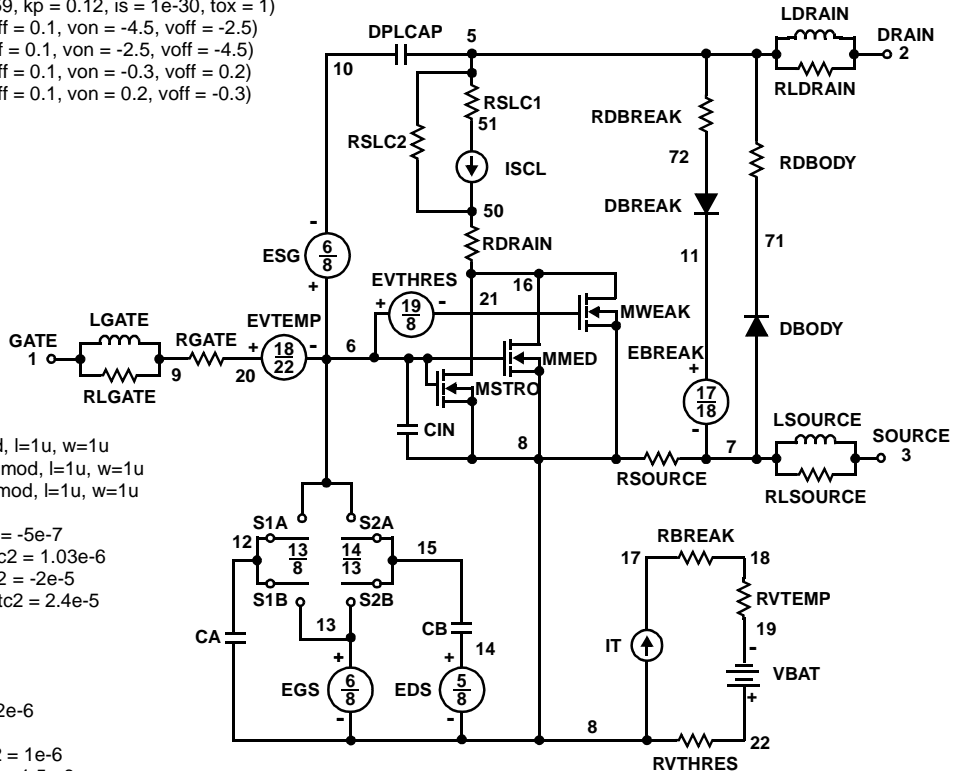 59, kp = 0.12, is = 1e-30, tox = 1)
ff = 0.1, von = -4.5, voff = -2.5)
f = 0.1, von = -2.5, voff = -4.5)
ff = 0.1, von = -0.3, voff = 0.2)
ff = 0.1, von = 0.2, voff = -0.3)
DPLCAP
5
10
LDRAIN
DRAIN
2
RLDRAIN
RSLC1
51
RSLC2
ISCL
RDBREAK
72
RDBODY
DBREAK
50
RDRAIN
11
71
-
ESG
6
8
+
EVTHRES
+
19
8
-
21
16
MWEAK
DBODY
LGATE
GATE
1
RLGATE
9
RGATE
20
EVTEMP
+
18
22
-
6
MMED
MSTRO
EBREAK
+
17
18
-
CIN
8
RSOURCE
7
LSOURCE
SOURCE
3
RLSOURCE
d, l=1u, w=1u
mod, l=1u, w=1u
mod, l=1u, w=1u
= -5e-7
c2 = 1.03e-6
2 = -2e-5
tc2 = 2.4e-5
S1A
S2A
12
13
8
14
13
15
S1B
S2B
13
CA
CB
14
+
EGS
6
8
-
+
EDS
5
8
-
RBREAK
17
18
RVTEMP
19
IT
-
VBAT
+
8
22
RVTHRES
2e-6
2 = 1e-6